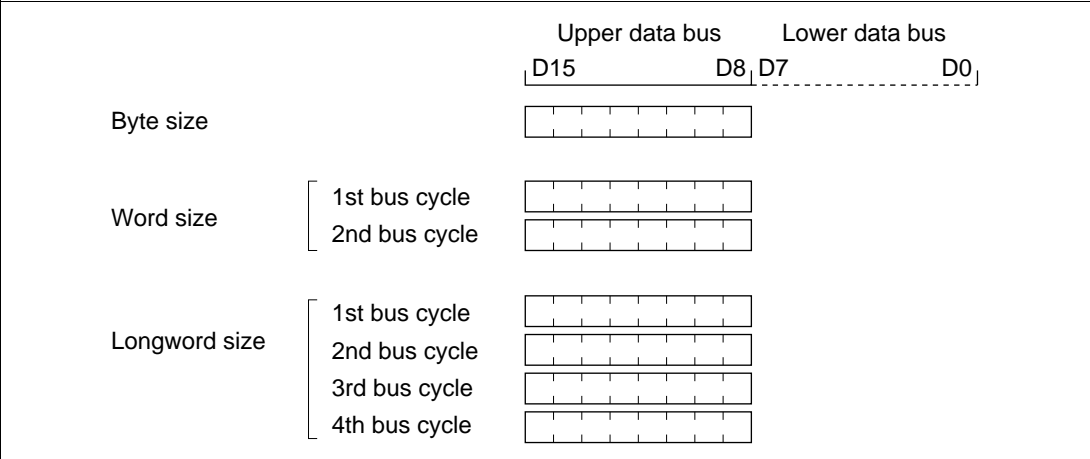 Upper data bus Lower data bus
D15 D8 D7 D0
Byte size
Word size
1st bus cycle
2nd bus cycle
Longword size
1st bus cycle
2nd bus cycle
3rd bus cycle
4th bus cycle